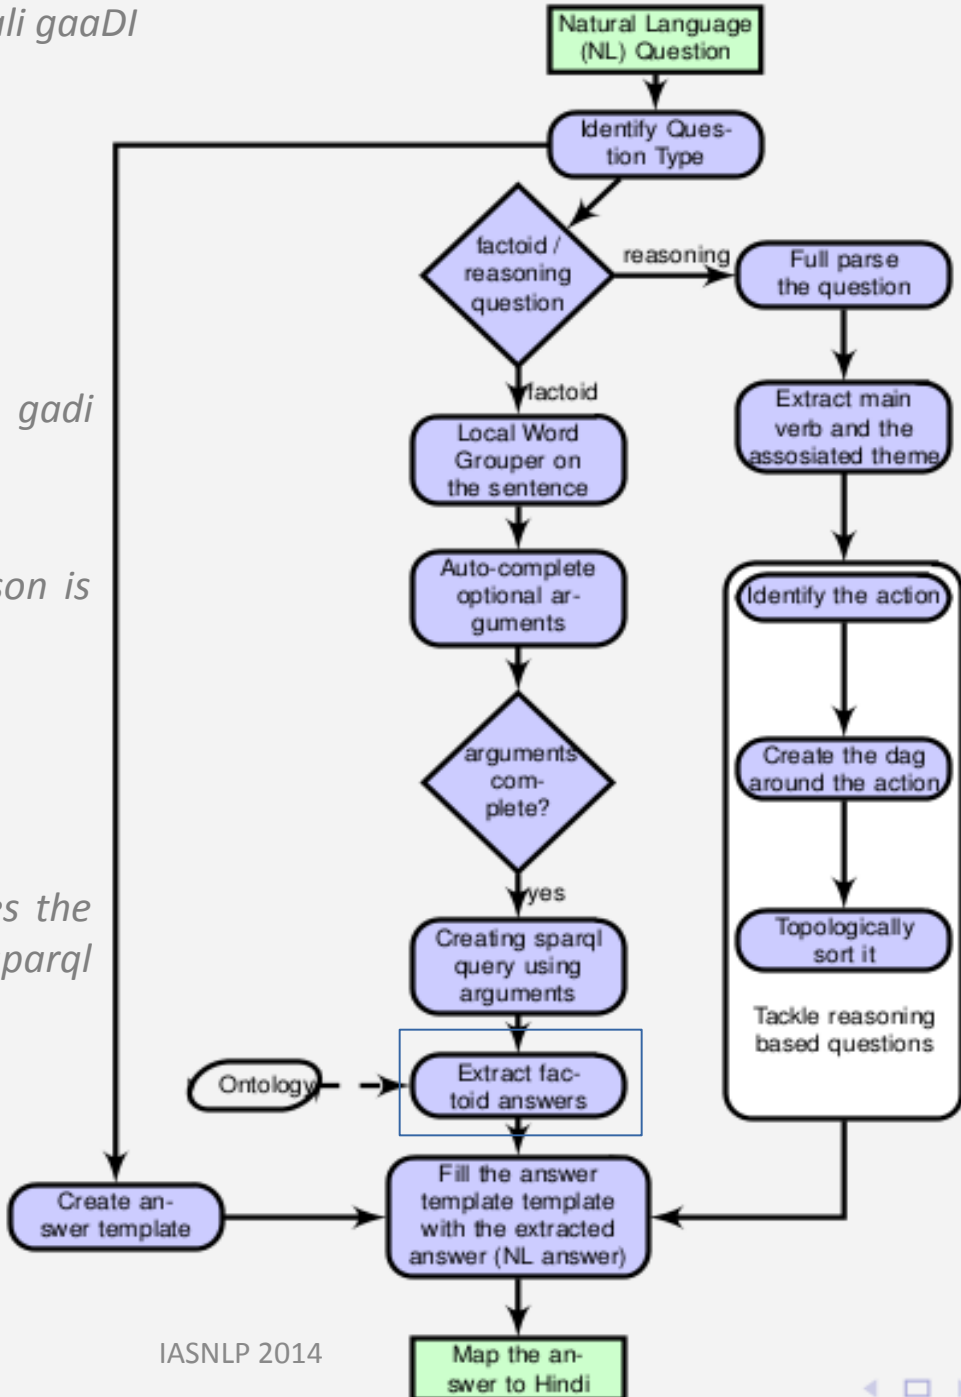 li gaaDI
Natural Language
(NL) Question
Identify Ques-
tion Type
factoid /
reasoning
question
reasoning
Full parse
the question
factoid
gadi
Extract main
verb and the
assosiated theme
Local Word
Grouper on
the sentence
son is
Auto-complete
optional ar-
guments
Identify the action
arguments
com-
plete?
Create the dag
around the action
yes
es the
parql
Creating sparql
query using
arguments
Topologically
sort it
Tackle reasoning
based questions
Ontology
Extract fac-
toid answers
Create an-
swer template
Fill the answer
template template
with the extracted
answer (NL answer)
IASNLP 2014
Map the an-
swer to Hindi